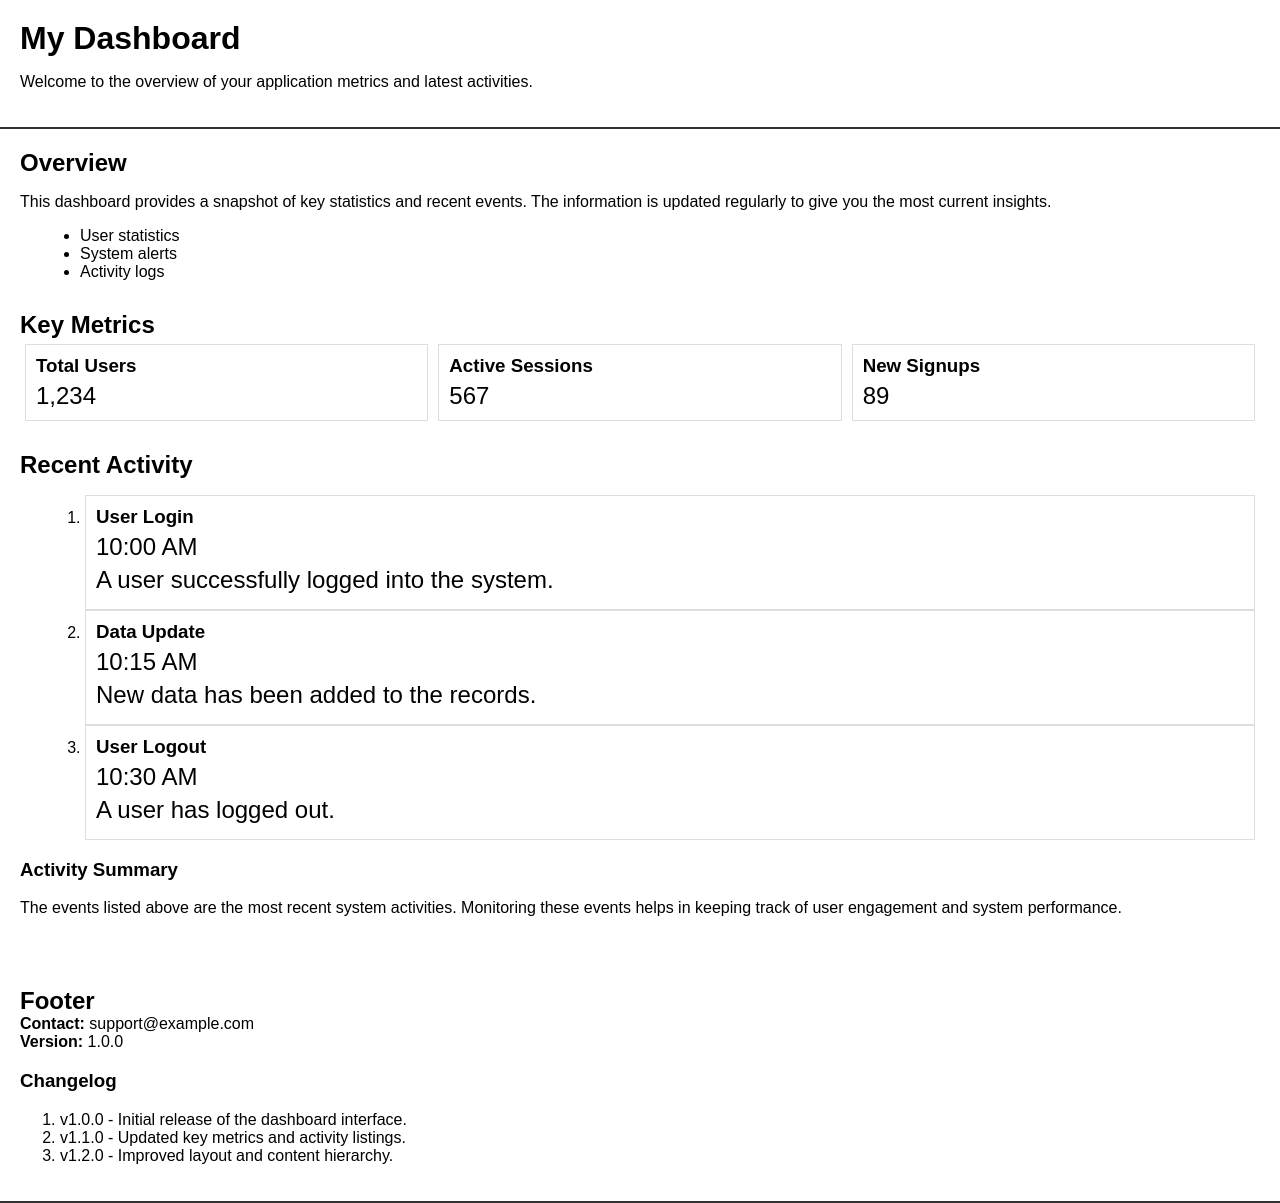 My Dashboard
Welcome to the overview of your application metrics and latest activities.
Overview
This dashboard provides a snapshot of key statistics and recent events. The information is updated regularly to give you the most current insights.
• User statistics
• System alerts
• Activity logs
Key Metrics
Total Users
1,234
Active Sessions
567
New Signups
89
Recent Activity
1. User Login
10:00 AM
A user successfully logged into the system.
2. Data Update
10:15 AM
New data has been added to the records.
3. User Logout
10:30 AM
A user has logged out.
Activity Summary
The events listed above are the most recent system activities. Monitoring these events helps in keeping track of user engagement and system performance.
Footer
Contact: support@example.com
Version: 1.0.0
Changelog
1. v1.0.0 - Initial release of the dashboard interface.
2. v1.1.0 - Updated key metrics and activity listings.
3. v1.2.0 - Improved layout and content hierarchy.